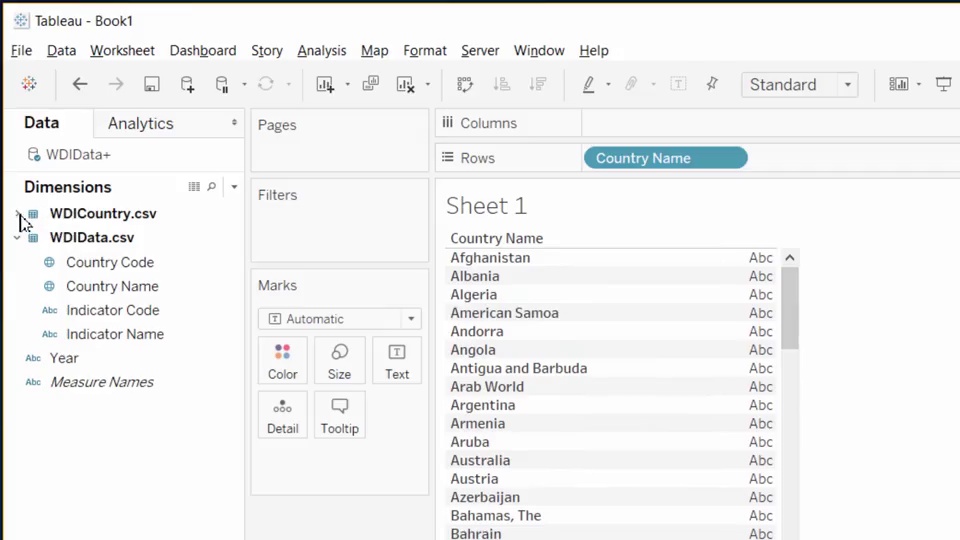 Tableau - Book1
File Data Worksheet Dashboard Story Analysis Map Format Server Window Help
Standard
Data Analytics
WDIData+
Dimensions
WDICountry.csv
WDIData.csv
Country Code
Country Name
Abc Indicator Code
Abc Indicator Name
Abc Year
Abc Measure Names
Pages
Filters
Marks
Automatic
Color Size Text
Detail Tooltip
Columns
Rows Country Name
Sheet 1
Country Name
Afghanistan Abc
Albania Abc
Algeria Abc
American Samoa Abc
Andorra Abc
Angola Abc
Antigua and Barbuda Abc
Arab World Abc
Argentina Abc
Armenia Abc
Aruba Abc
Australia Abc
Austria Abc
Azerbaijan Abc
Bahamas, The Abc
Bahrain Abc